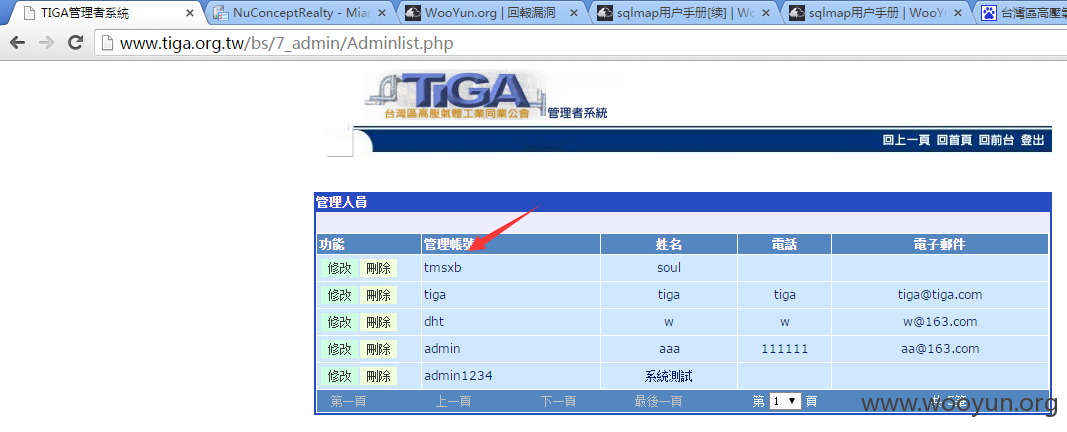 TIGA管理者系統 NuConceptRealty - Miar WooYun.org | 回報漏洞 sqlmap用户手册[续] | Wo sqlmap用户手册 | WooY 台灣區高壓氣
www.tiga.org.tw/bs/7_admin/Adminlist.php
TIGA
台灣區高壓氣體工業同業公會 管理者系統
回上一頁 回首頁 回前台 登出
管理人員
功能 管理帳號 姓名 電話 電子郵件
修改 刪除 tmsxb soul
修改 刪除 tiga tiga tiga tiga@tiga.com
修改 刪除 dht w w w@163.com
修改 刪除 admin aaa 111111 aa@163.com
修改 刪除 admin1234 系統測試
第一頁 上一頁 下一頁 最後一頁 第 1 頁
www.wooyun.org